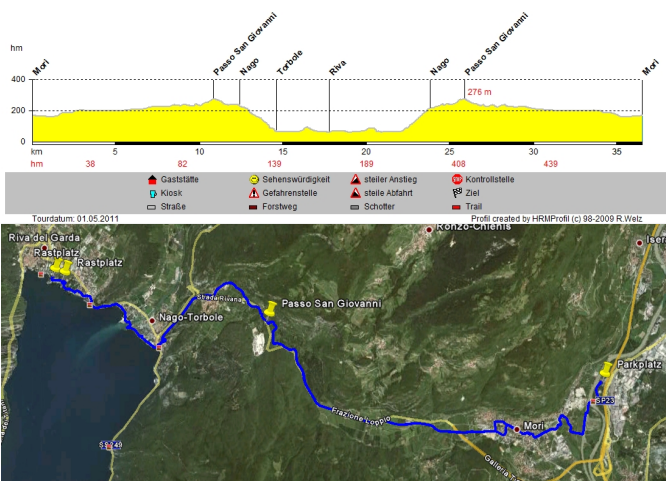 hm
Mori Passo San Giovanni Nago Torbole Riva Nago Passo San Giovanni Mori
400
276 m
200
0
km 5 10 15 20 25 30 35
hm 38 82 139 189 408 439
Gaststätte Sehenswürdigkeit steiler Anstieg Kontrollstelle
Kiosk Gefahrenstelle steile Abfahrt Ziel
Straße Forstweg Schotter Trail
Tourdatum: 01.05.2011 Profil created by HRMProfil (c) 98-2009 R.Welz
Ronzo-Chienis
Riva del Garda Isera
Rastplatz
Rastplatz
Strada Rivana
Passo San Giovanni
Nago-Torbole
Parkplatz
SP23
Frazione Loppio
Mori
Galleria